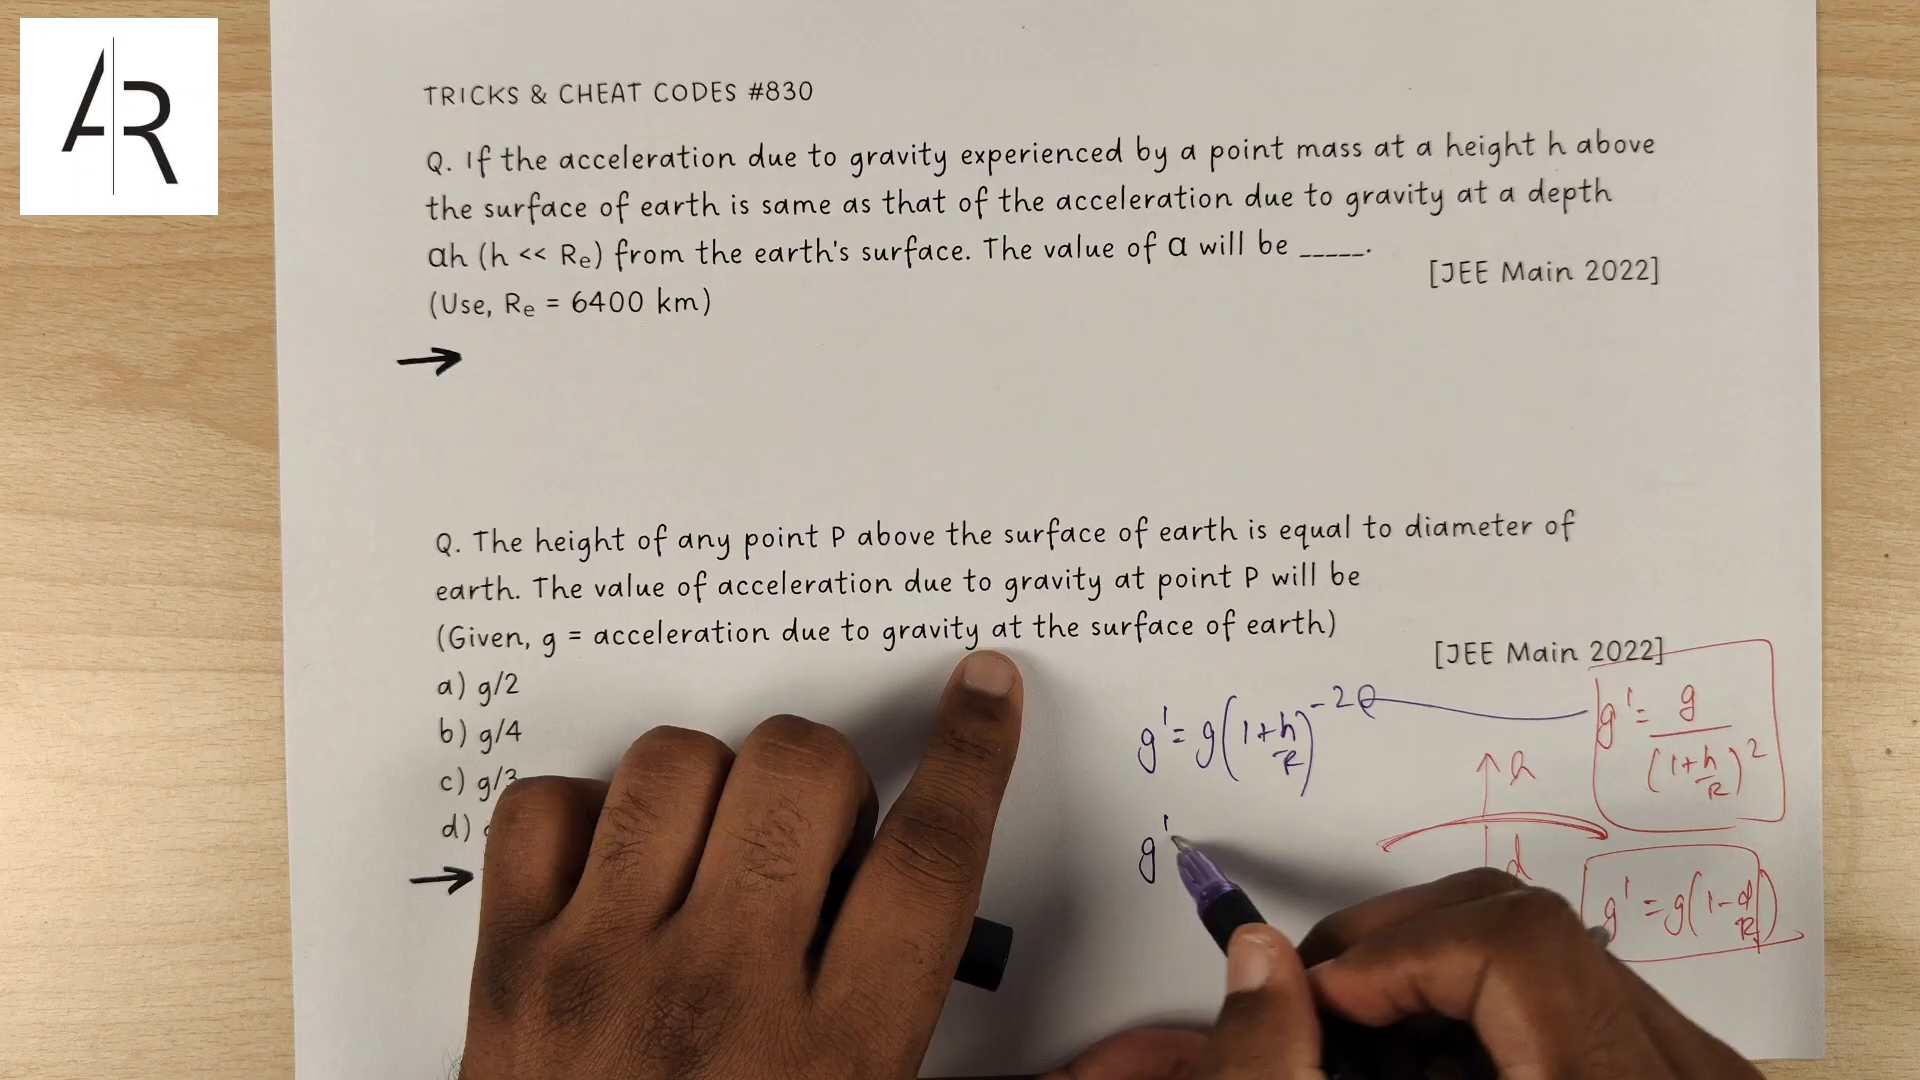 AR
TRICKS & CHEAT CODES #830
Q. If the acceleration due to gravity experienced by a point mass at a height h above
the surface of earth is same as that of the acceleration due to gravity at a depth
αh (h << Re) from the earth's surface. The value of α will be _____.
[JEE Main 2022]
(Use, Re = 6400 km)
Q. The height of any point P above the surface of earth is equal to diameter of
earth. The value of acceleration due to gravity at point P will be
(Given, g = acceleration due to gravity at the surface of earth)
[JEE Main 2022]
a) g/2
b) g/4
c) g/3
d)
g' = g(1+h/R)^-2
g' = g/(1+h/R)^2
h
g'
d
g' = g(1-d/R)